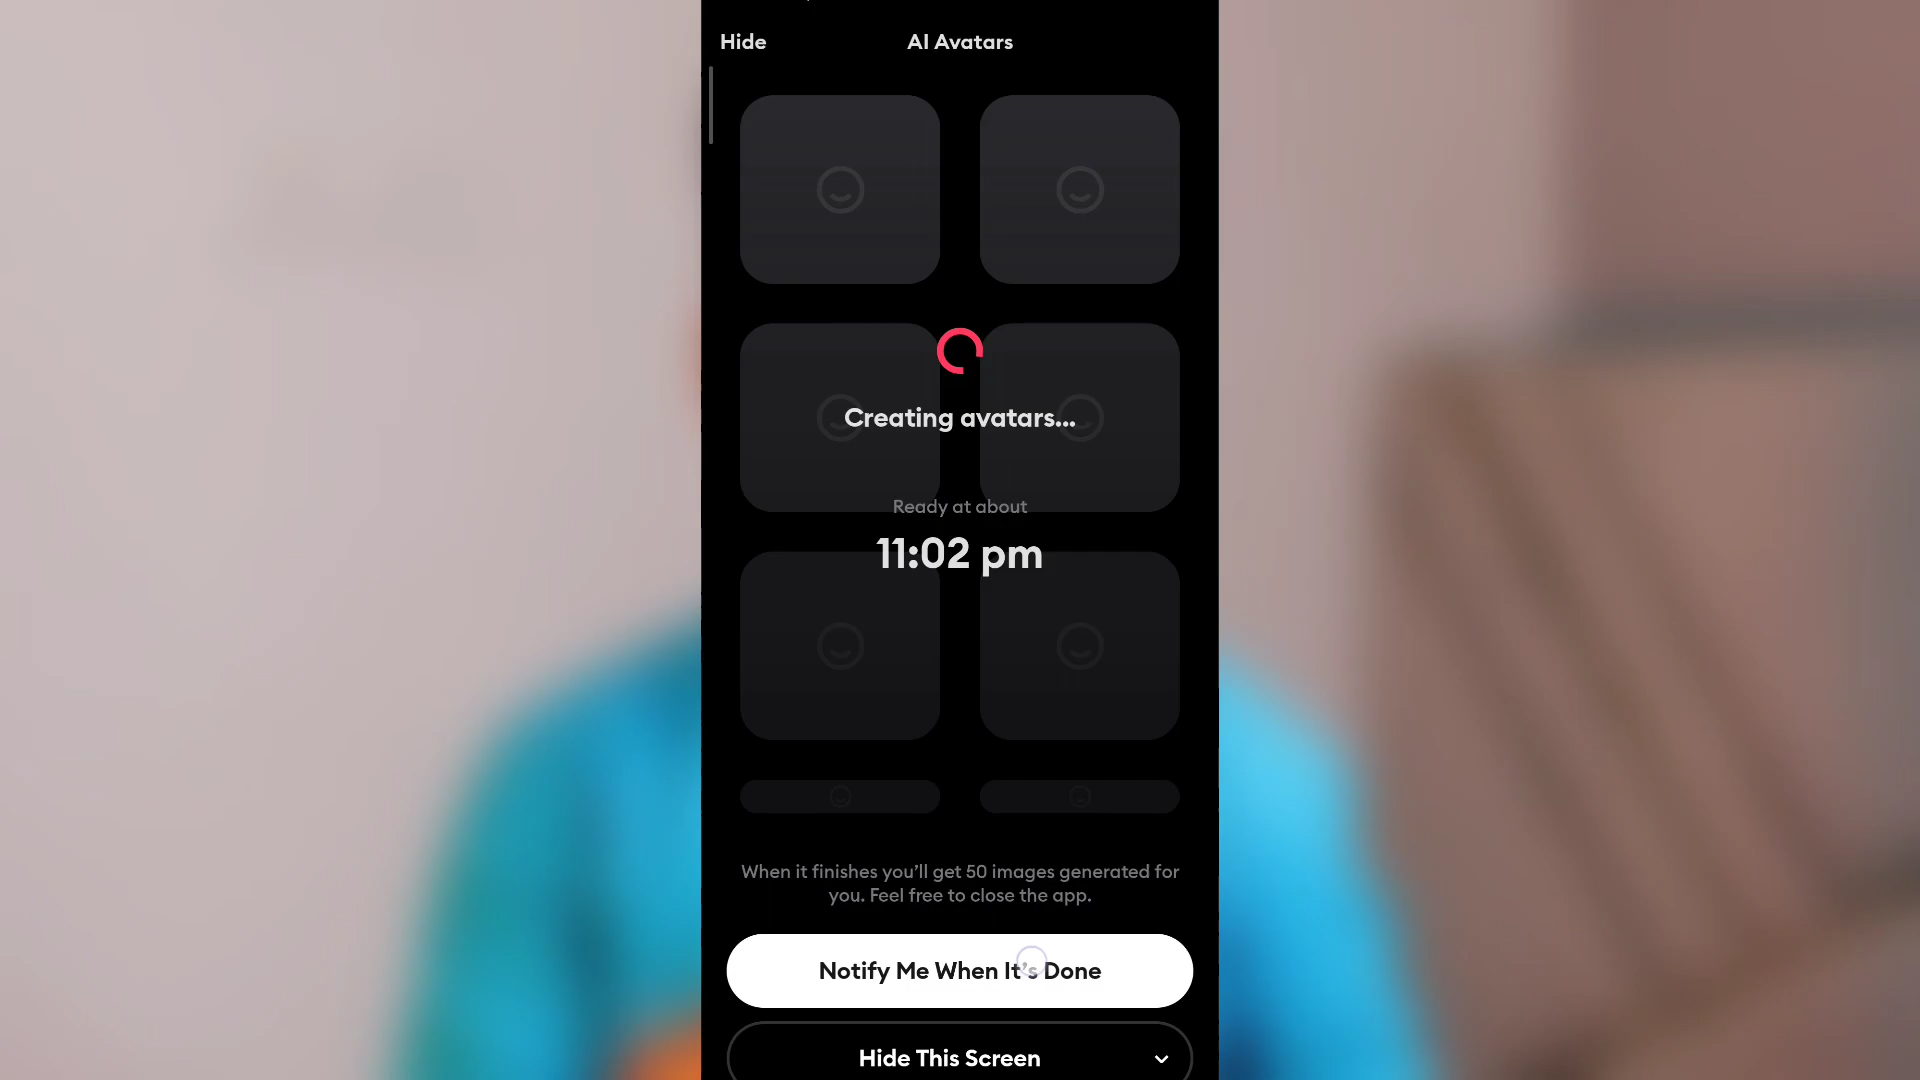 Hide
AI Avatars
Creating avatars...
Ready at about
11:02 pm
When it finishes you’ll get 50 images generated for
you. Feel free to close the app.
Notify Me When It’s Done
Hide This Screen